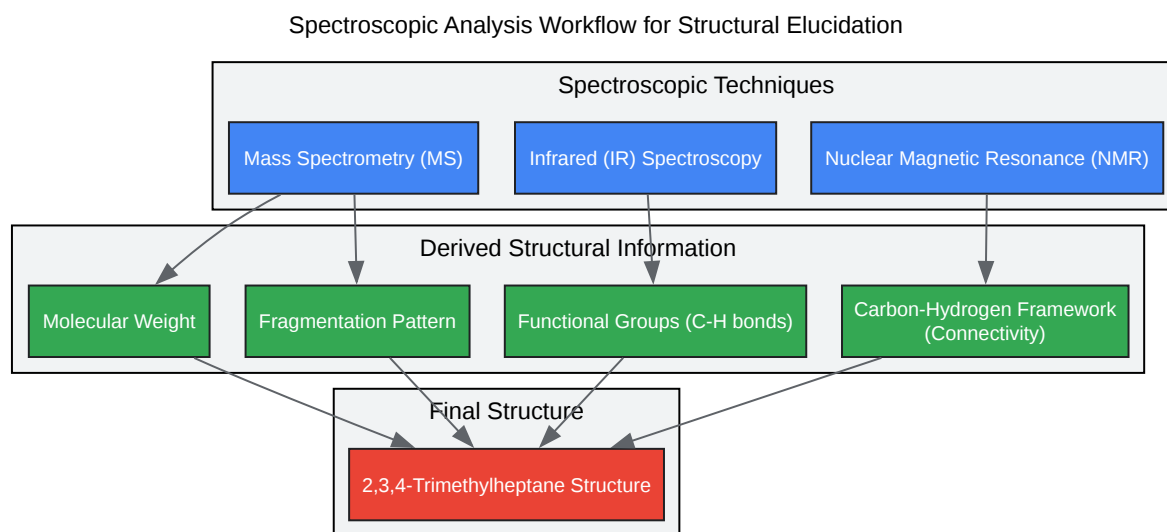 Spectroscopic Analysis Workflow for Structural Elucidation
Spectroscopic Techniques
Mass Spectrometry (MS)
Infrared (IR) Spectroscopy
Nuclear Magnetic Resonance (NMR)
Derived Structural Information
Molecular Weight
Fragmentation Pattern
Functional Groups (C-H bonds)
Carbon-Hydrogen Framework
(Connectivity)
Final Structure
2,3,4-Trimethylheptane Structure